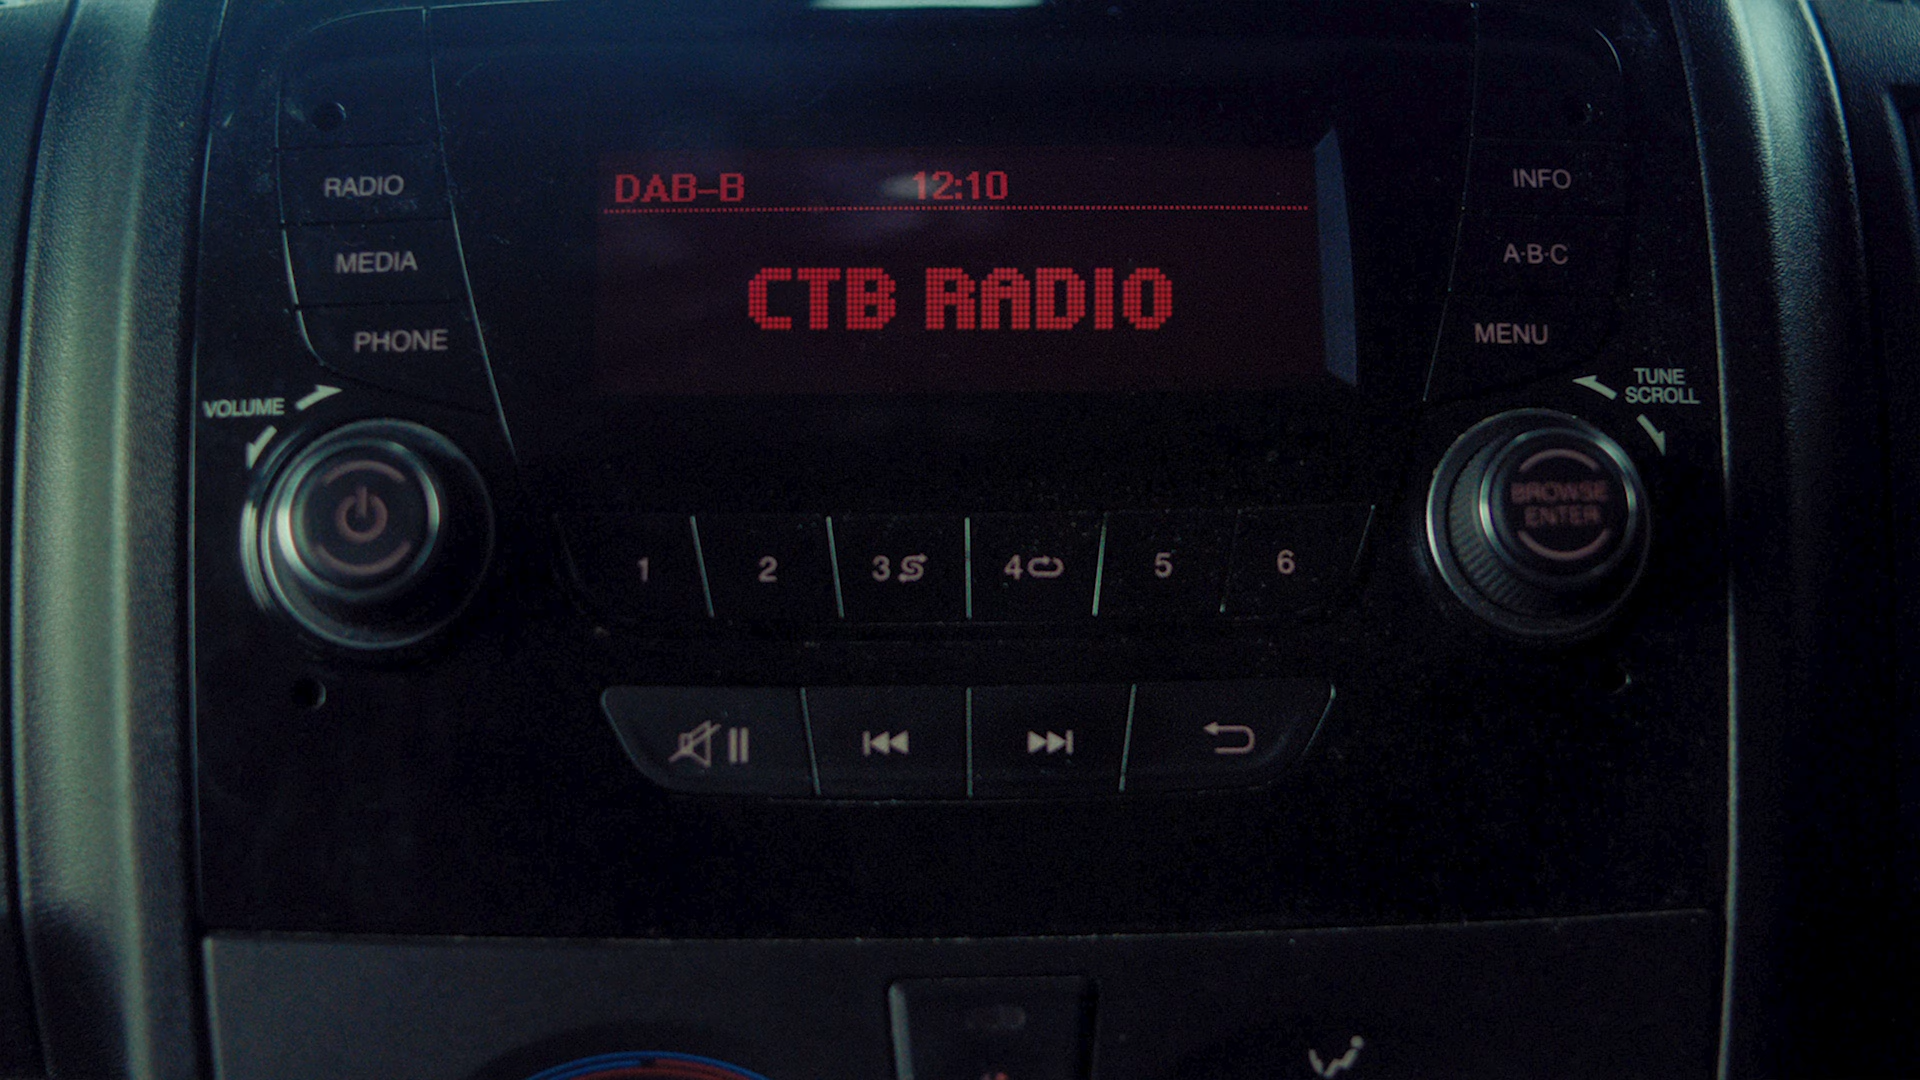 DAB-B 12:10
CTB RADIO
RADIO
MEDIA
PHONE
INFO
A·B·C
MENU
VOLUME
TUNE
SCROLL
BROWSE
ENTER
1 2 3 4 5 6